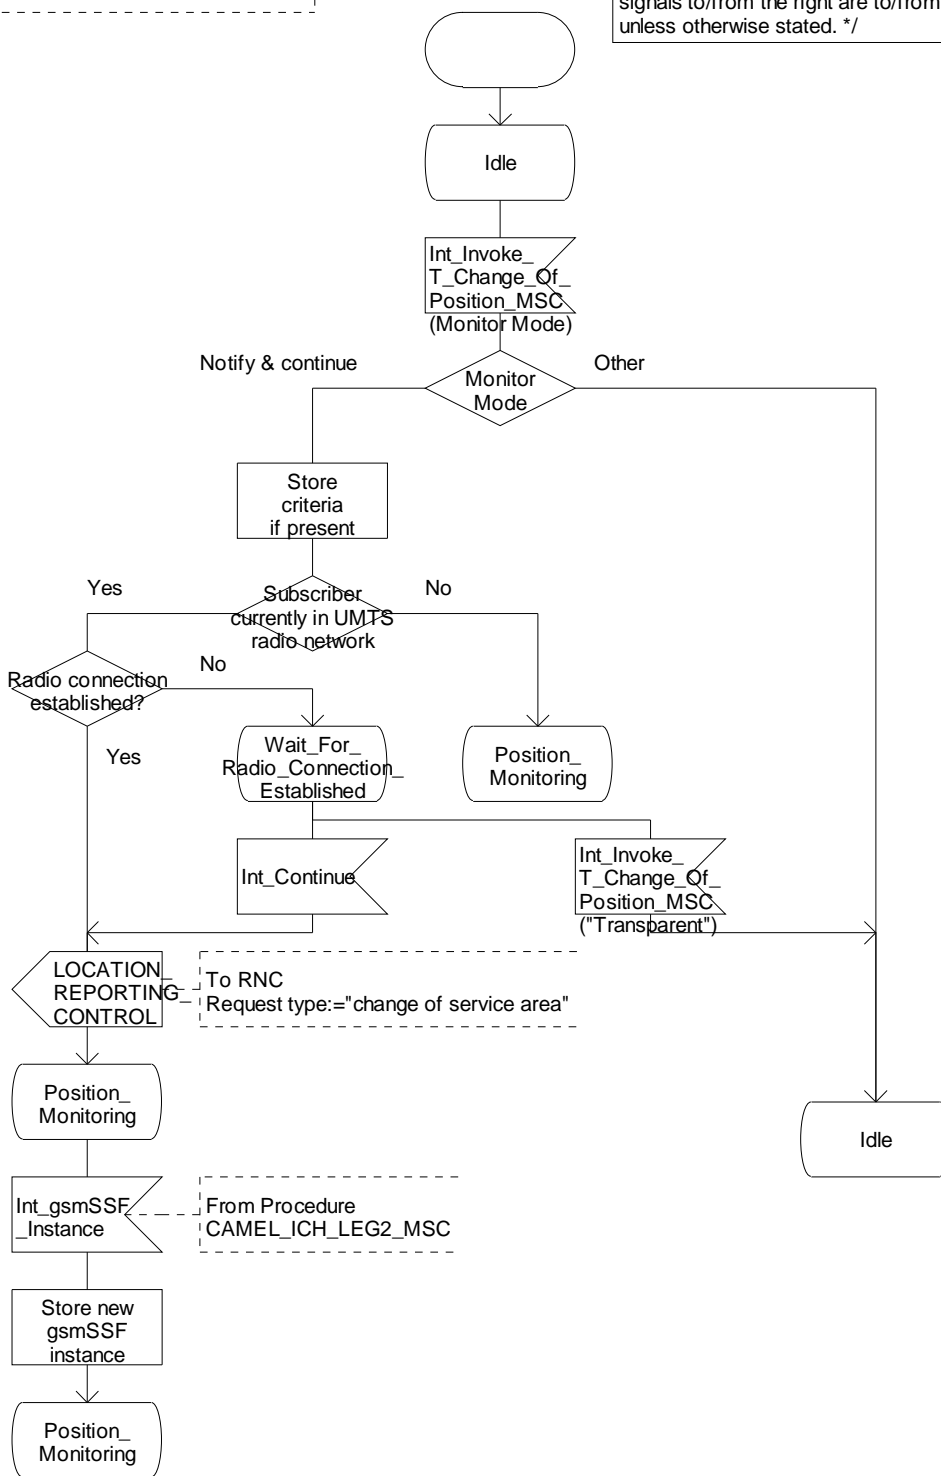 signals to/from the right are to/from
unless otherwise stated. */
Idle
Int_Invoke_
T_Change_Of_
Position_MSC
(Monitor Mode)
Notify & continue
Monitor
Mode
Other
Store
criteria
if present
Yes
Subscriber
currently in UMTS
radio network
No
Radio connection
established?
No
Yes
Wait_For_
Radio_Connection_
Established
Position_
Monitoring
Int_Continue
Int_Invoke_
T_Change_Of_
Position_MSC
("Transparent")
LOCATION_
REPORTING_
CONTROL
To RNC
Request type:="change of service area"
Position_
Monitoring
Idle
Int_gsmSSF
_Instance
From Procedure
CAMEL_ICH_LEG2_MSC
Store new
gsmSSF
instance
Position_
Monitoring